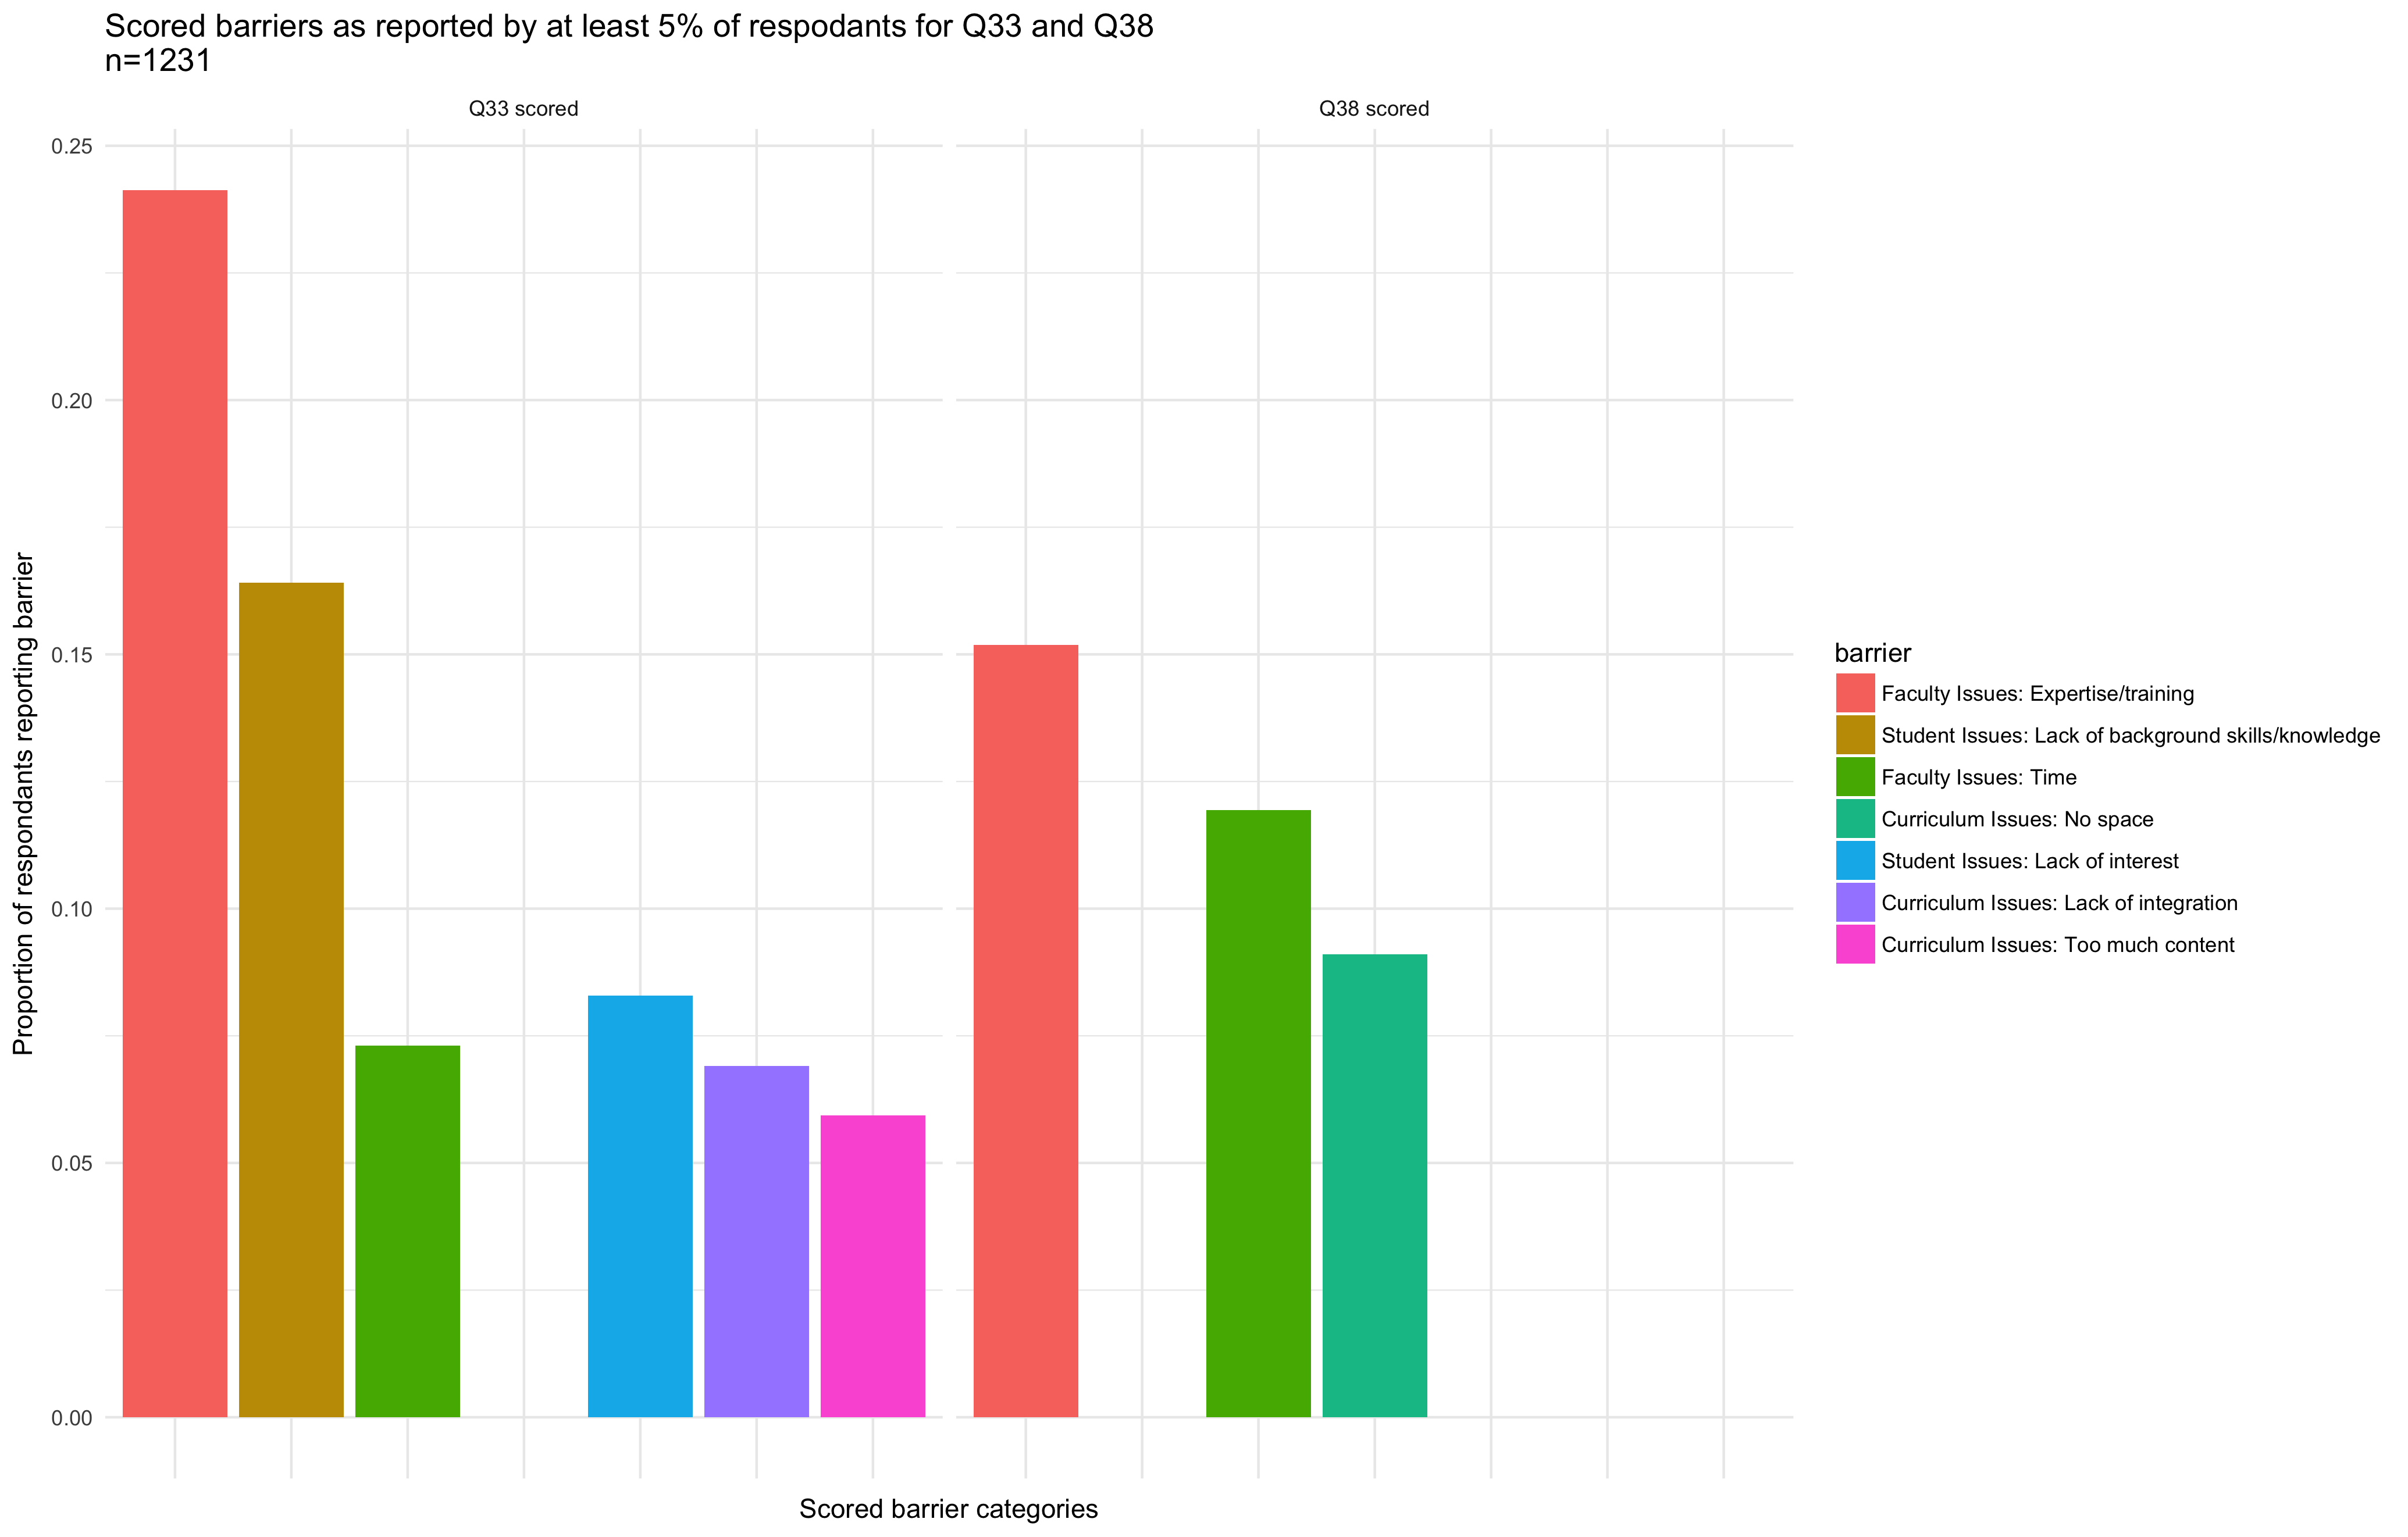 Scored barriers as reported by at least 5% of respodants for Q33 and Q38
n=1231
Q33 scored
Q38 scored
0.25
0.20
0.15
0.10
0.05
0.00
Proportion of respondants reporting barrier
Scored barrier categories
barrier
Faculty Issues: Expertise/training
Student Issues: Lack of background skills/knowledge
Faculty Issues: Time
Curriculum Issues: No space
Student Issues: Lack of interest
Curriculum Issues: Lack of integration
Curriculum Issues: Too much content